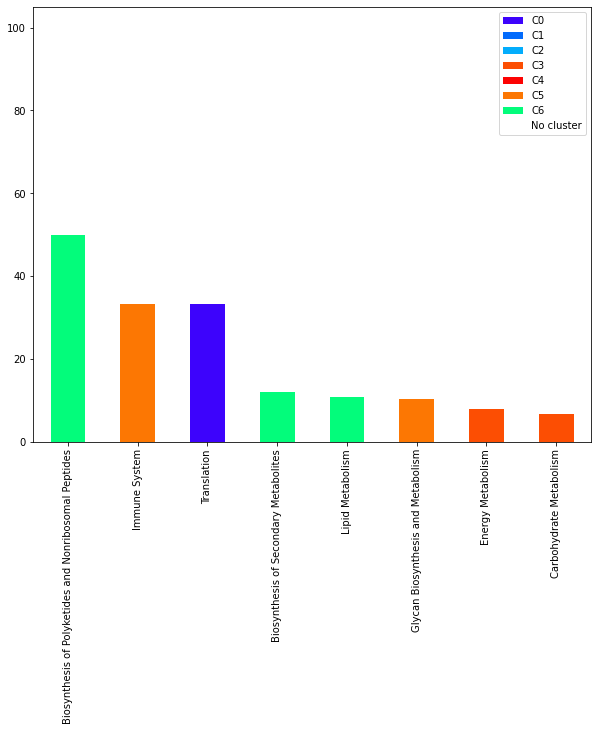 100
80
60
40
20
0
C0
C1
C2
C3
C4
C5
C6
No cluster
Biosynthesis of Polyketides and Nonribosomal Peptides
Immune System
Translation
Biosynthesis of Secondary Metabolites
Lipid Metabolism
Glycan Biosynthesis and Metabolism
Energy Metabolism
Carbohydrate Metabolism